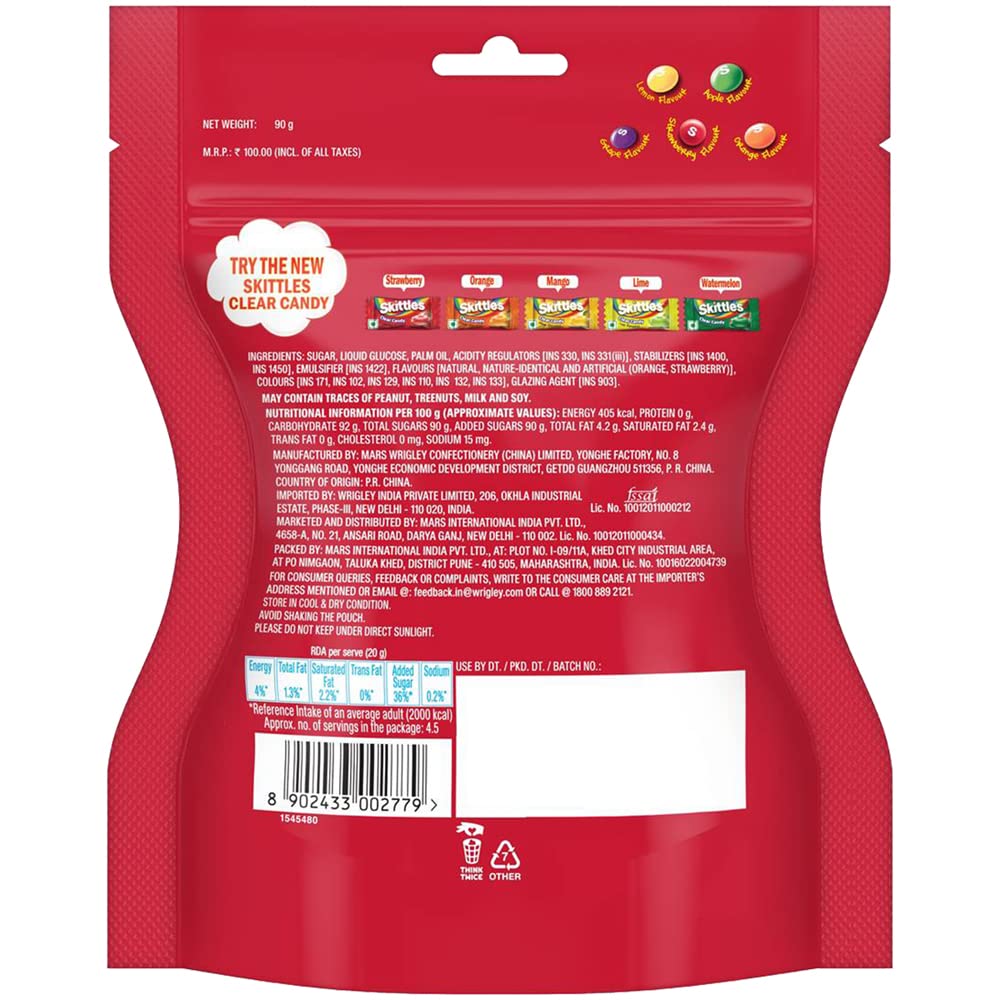 Lemon Flavour
Apple Flavour
Grape Flavour
Strawberry Flavour
Orange Flavour
NET WEIGHT: 90 g
M.R.P.: ₹ 100.00 (INCL. OF ALL TAXES)
TRY THE NEW
SKITTLES
CLEAR CANDY
Strawberry
Orange
Mango
Lime
Watermelon
Skittles
Clear Candy
Skittles
Clear Candy
Skittles
Clear Candy
Skittles
Clear Candy
Skittles
Clear Candy
INGREDIENTS: SUGAR, LIQUID GLUCOSE, PALM OIL, ACIDITY REGULATORS [INS 330, INS 331(iii)], STABILIZERS [INS 1400,
INS 1450], EMULSIFIER [INS 1422], FLAVOURS [NATURAL, NATURE-IDENTICAL AND ARTIFICIAL (ORANGE, STRAWBERRY)],
COLOURS [INS 171, INS 102, INS 129, INS 110, INS 132, INS 133], GLAZING AGENT [INS 903].
MAY CONTAIN TRACES OF PEANUT, TREENUTS, MILK AND SOY.
NUTRITIONAL INFORMATION PER 100 g (APPROXIMATE VALUES): ENERGY 405 kcal, PROTEIN 0 g,
CARBOHYDRATE 92 g, TOTAL SUGARS 90 g, ADDED SUGARS 90 g, TOTAL FAT 4.2 g, SATURATED FAT 2.4 g,
TRANS FAT 0 g, CHOLESTEROL 0 mg, SODIUM 15 mg.
MANUFACTURED BY: MARS WRIGLEY CONFECTIONERY (CHINA) LIMITED, YONGHE FACTORY, NO. 8
YONGGANG ROAD, YONGHE ECONOMIC DEVELOPMENT DISTRICT, GETDD GUANGZHOU 511356, P. R. CHINA.
COUNTRY OF ORIGIN: P.R. CHINA.
IMPORTED BY: WRIGLEY INDIA PRIVATE LIMITED, 206, OKHLA INDUSTRIAL
ESTATE, PHASE-III, NEW DELHI - 110 020, INDIA.
fssai
Lic. No. 10012011000212
MARKETED AND DISTRIBUTED BY: MARS INTERNATIONAL INDIA PVT. LTD.,
4658-A, NO. 21, ANSARI ROAD, DARYA GANJ, NEW DELHI - 110 002. Lic. No. 10012011000434.
PACKED BY: MARS INTERNATIONAL INDIA PVT. LTD., AT: PLOT NO. I-09/11A, KHED CITY INDUSTRIAL AREA,
AT PO NIMGAON, TALUKA KHED, DISTRICT PUNE - 410 505, MAHARASHTRA, INDIA. Lic. No. 10016022004739
FOR CONSUMER QUERIES, FEEDBACK OR COMPLAINTS, WRITE TO THE CONSUMER CARE AT THE IMPORTER'S
ADDRESS MENTIONED OR EMAIL @: feedback.in@wrigley.com OR CALL @ 1800 889 2121.
STORE IN COOL & DRY CONDITION.
AVOID SHAKING THE POUCH.
PLEASE DO NOT KEEP UNDER DIRECT SUNLIGHT.
RDA per serve (20 g)
Energy
4%*
Total Fat
1.3%*
Saturated
Fat
2.2%*
Trans Fat
0%*
Added
Sugar
36%*
Sodium
0.2%*
*Reference Intake of an average adult (2000 kcal)
Approx. no. of servings in the package: 4.5
USE BY DT. / PKD. DT. / BATCH NO.:
8 902433 002779 >
1545480
THINK
TWICE
7
OTHER